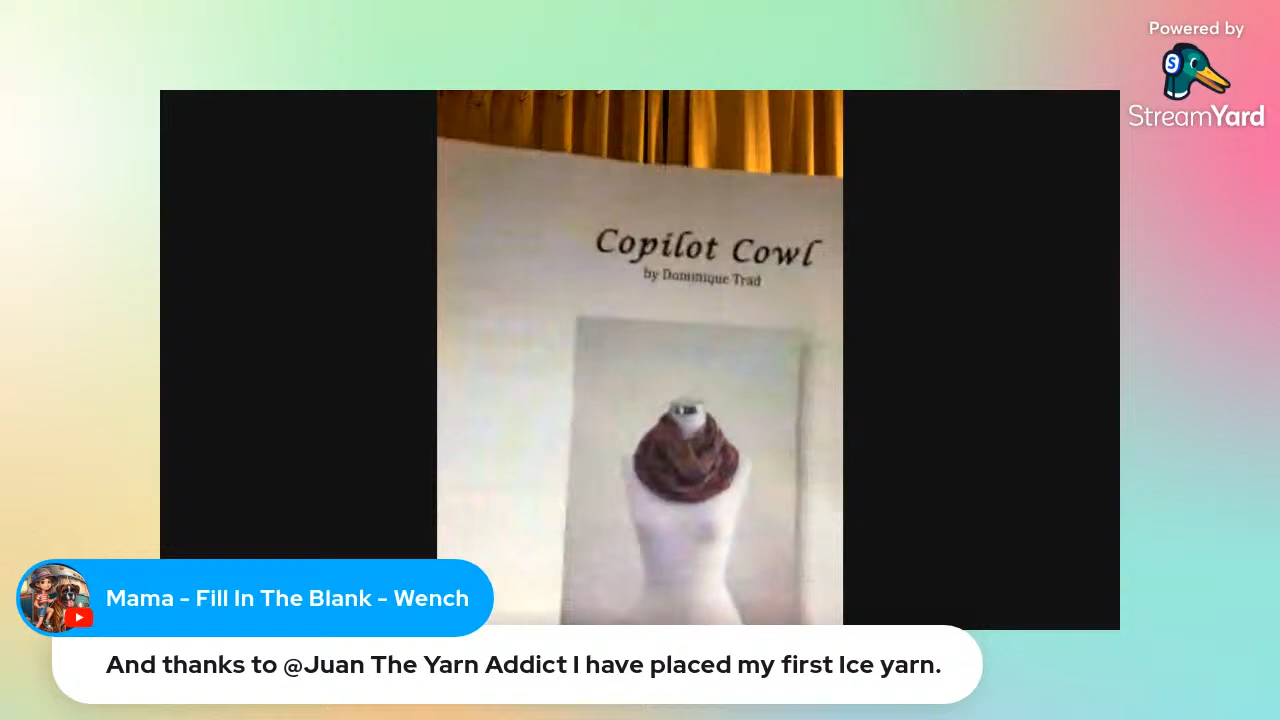 Powered by
StreamYard
Copilot Cowl
by Dominique Trad
Mama - Fill In The Blank - Wench
And thanks to @Juan The Yarn Addict I have placed my first Ice yarn.